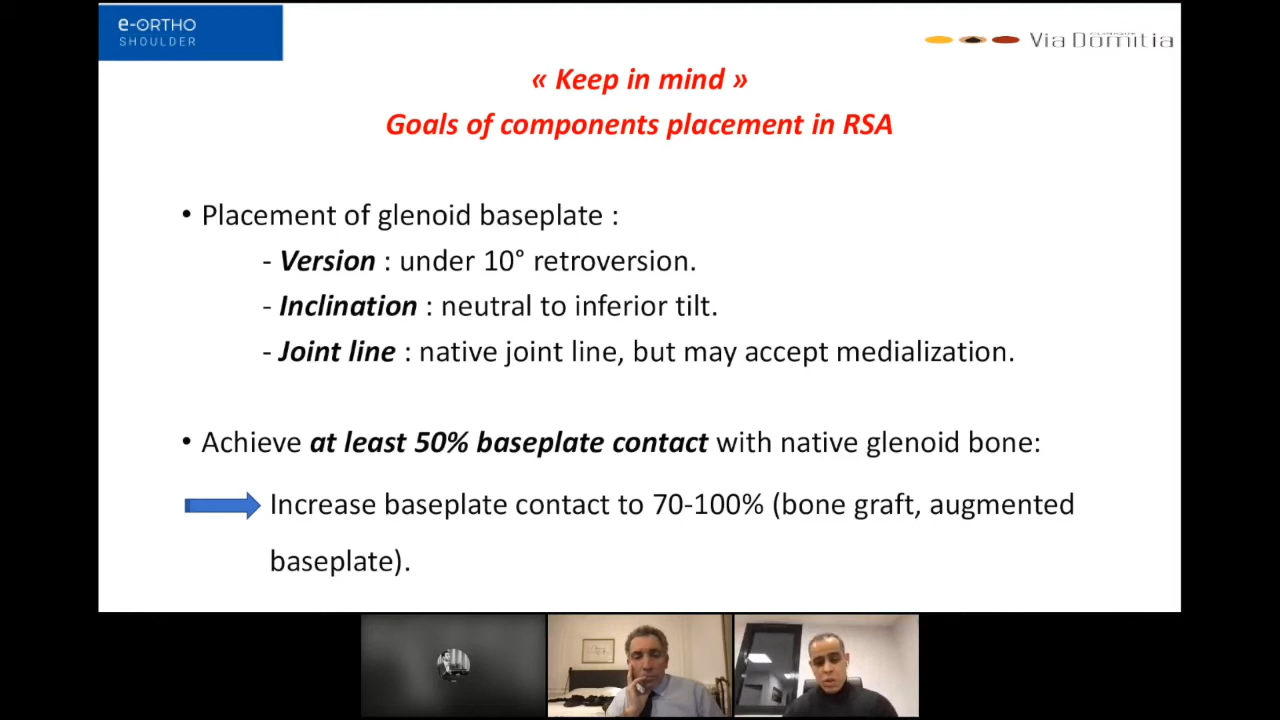 e-ORTHO
SHOULDER
Via Domitia
« Keep in mind »
Goals of components placement in RSA
• Placement of glenoid baseplate :
- Version : under 10° retroversion.
- Inclination : neutral to inferior tilt.
- Joint line : native joint line, but may accept medialization.
• Achieve at least 50% baseplate contact with native glenoid bone:
Increase baseplate contact to 70-100% (bone graft, augmented
baseplate).